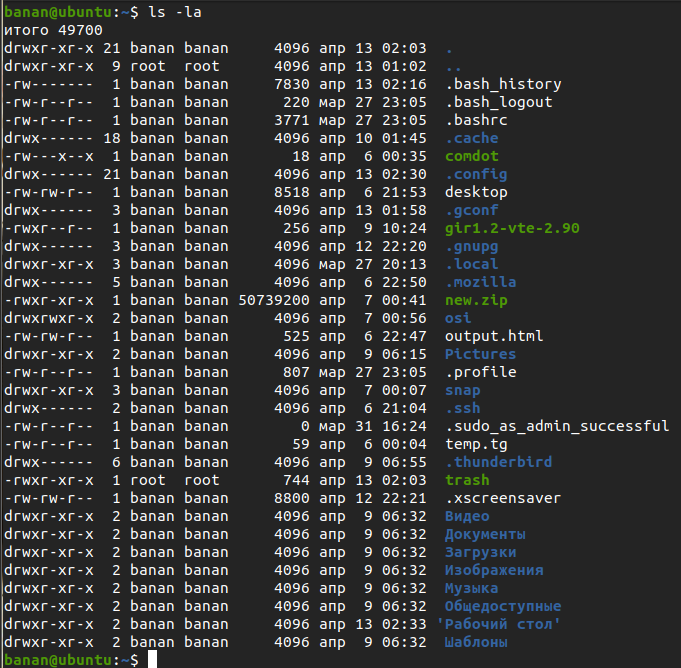 banan@ubuntu:~$ ls -la
итого 49700
drwxr-xr-x 21 banan banan     4096 апр 13 02:03  .
drwxr-xr-x  9 root  root      4096 апр 13 01:02  ..
-rw-------  1 banan banan     7830 апр 13 02:16  .bash_history
-rw-r--r--  1 banan banan      220 мар 27 23:05  .bash_logout
-rw-r--r--  1 banan banan     3771 мар 27 23:05  .bashrc
drwx------ 18 banan banan     4096 апр 10 01:45  .cache
-rw---x--x  1 banan banan       18 апр  6 00:35  comdot
drwx------ 21 banan banan     4096 апр 13 02:30  .config
-rw-rw-r--  1 banan banan     8518 апр  6 21:53  desktop
drwx------  3 banan banan     4096 апр 13 01:58  .gconf
-rwxr--r--  1 banan banan      256 апр  9 10:24  gir1.2-vte-2.90
drwx------  3 banan banan     4096 апр 12 22:20  .gnupg
drwxr-xr-x  3 banan banan     4096 мар 27 20:13  .local
drwx------  5 banan banan     4096 апр  6 22:50  .mozilla
-rwxr-xr-x  1 banan banan 50739200 апр  7 00:41  new.zip
drwxrwxr-x  2 banan banan     4096 апр  7 00:56  osi
-rw-rw-r--  1 banan banan      525 апр  6 22:47  output.html
drwxr-xr-x  2 banan banan     4096 апр  9 06:15  Pictures
-rw-r--r--  1 banan banan      807 мар 27 23:05  .profile
drwxr-xr-x  3 banan banan     4096 апр  7 00:07  snap
drwx------  2 banan banan     4096 апр  6 21:04  .ssh
-rw-r--r--  1 banan banan        0 мар 31 16:24  .sudo_as_admin_successful
-rw-r--r--  1 banan banan       59 апр  6 00:04  temp.tg
drwx------  6 banan banan     4096 апр  9 06:55  .thunderbird
-rwxr-xr-x  1 root  root       744 апр 13 02:03  trash
-rw-rw-r--  1 banan banan     8800 апр 12 22:21  .xscreensaver
drwxr-xr-x  2 banan banan     4096 апр  9 06:32  Видео
drwxr-xr-x  2 banan banan     4096 апр  9 06:32  Документы
drwxr-xr-x  2 banan banan     4096 апр  9 06:32  Загрузки
drwxr-xr-x  2 banan banan     4096 апр  9 06:32  Изображения
drwxr-xr-x  2 banan banan     4096 апр  9 06:32  Музыка
drwxr-xr-x  2 banan banan     4096 апр  9 06:32  Общедоступные
drwxr-xr-x  2 banan banan     4096 апр 13 02:33 'Рабочий стол'
drwxr-xr-x  2 banan banan     4096 апр  9 06:32  Шаблоны
banan@ubuntu:~$